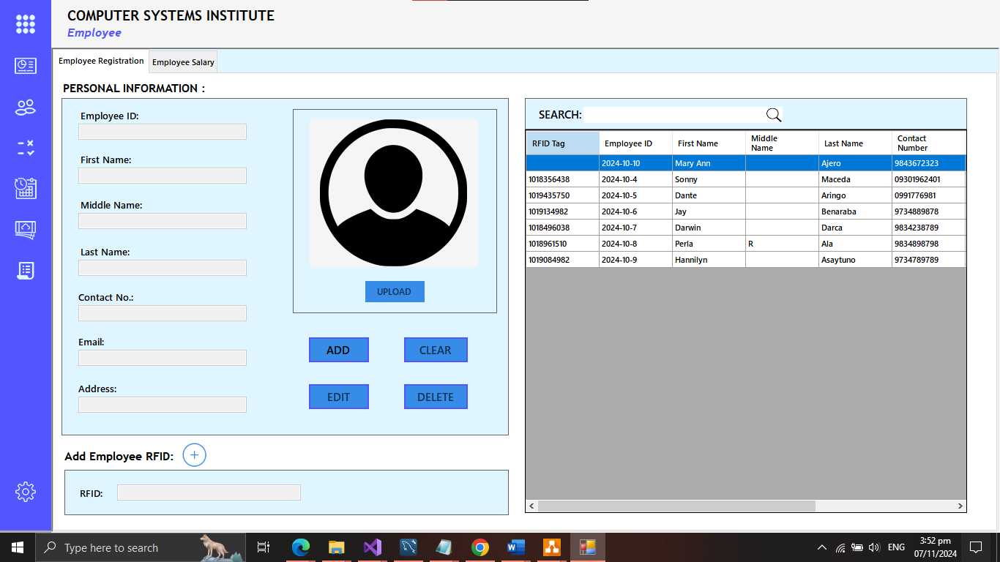 COMPUTER SYSTEMS INSTITUTE
Employee
Employee Registration Employee Salary
PERSONAL INFORMATION :
Employee ID:
First Name:
Middle Name:
Last Name:
Contact No.:
Email:
Address:
UPLOAD
ADD CLEAR
EDIT DELETE
Add Employee RFID:
RFID:
SEARCH:
RFID Tag Employee ID First Name Middle Name Last Name Contact Number
2024-10-10 Mary Ann Ajero 9843672323
1018356438 2024-10-4 Sonny Maceda 09301962401
1019435750 2024-10-5 Dante Aringo 0991776981
1019134982 2024-10-6 Jay Benaraba 9734889878
1018496038 2024-10-7 Darwin Darca 9834238789
1018961510 2024-10-8 Perla R Ala 9834898798
1019084982 2024-10-9 Hannilyn Asaytuno 9734789789
Type here to search
ENG
3:52 pm
07/11/2024